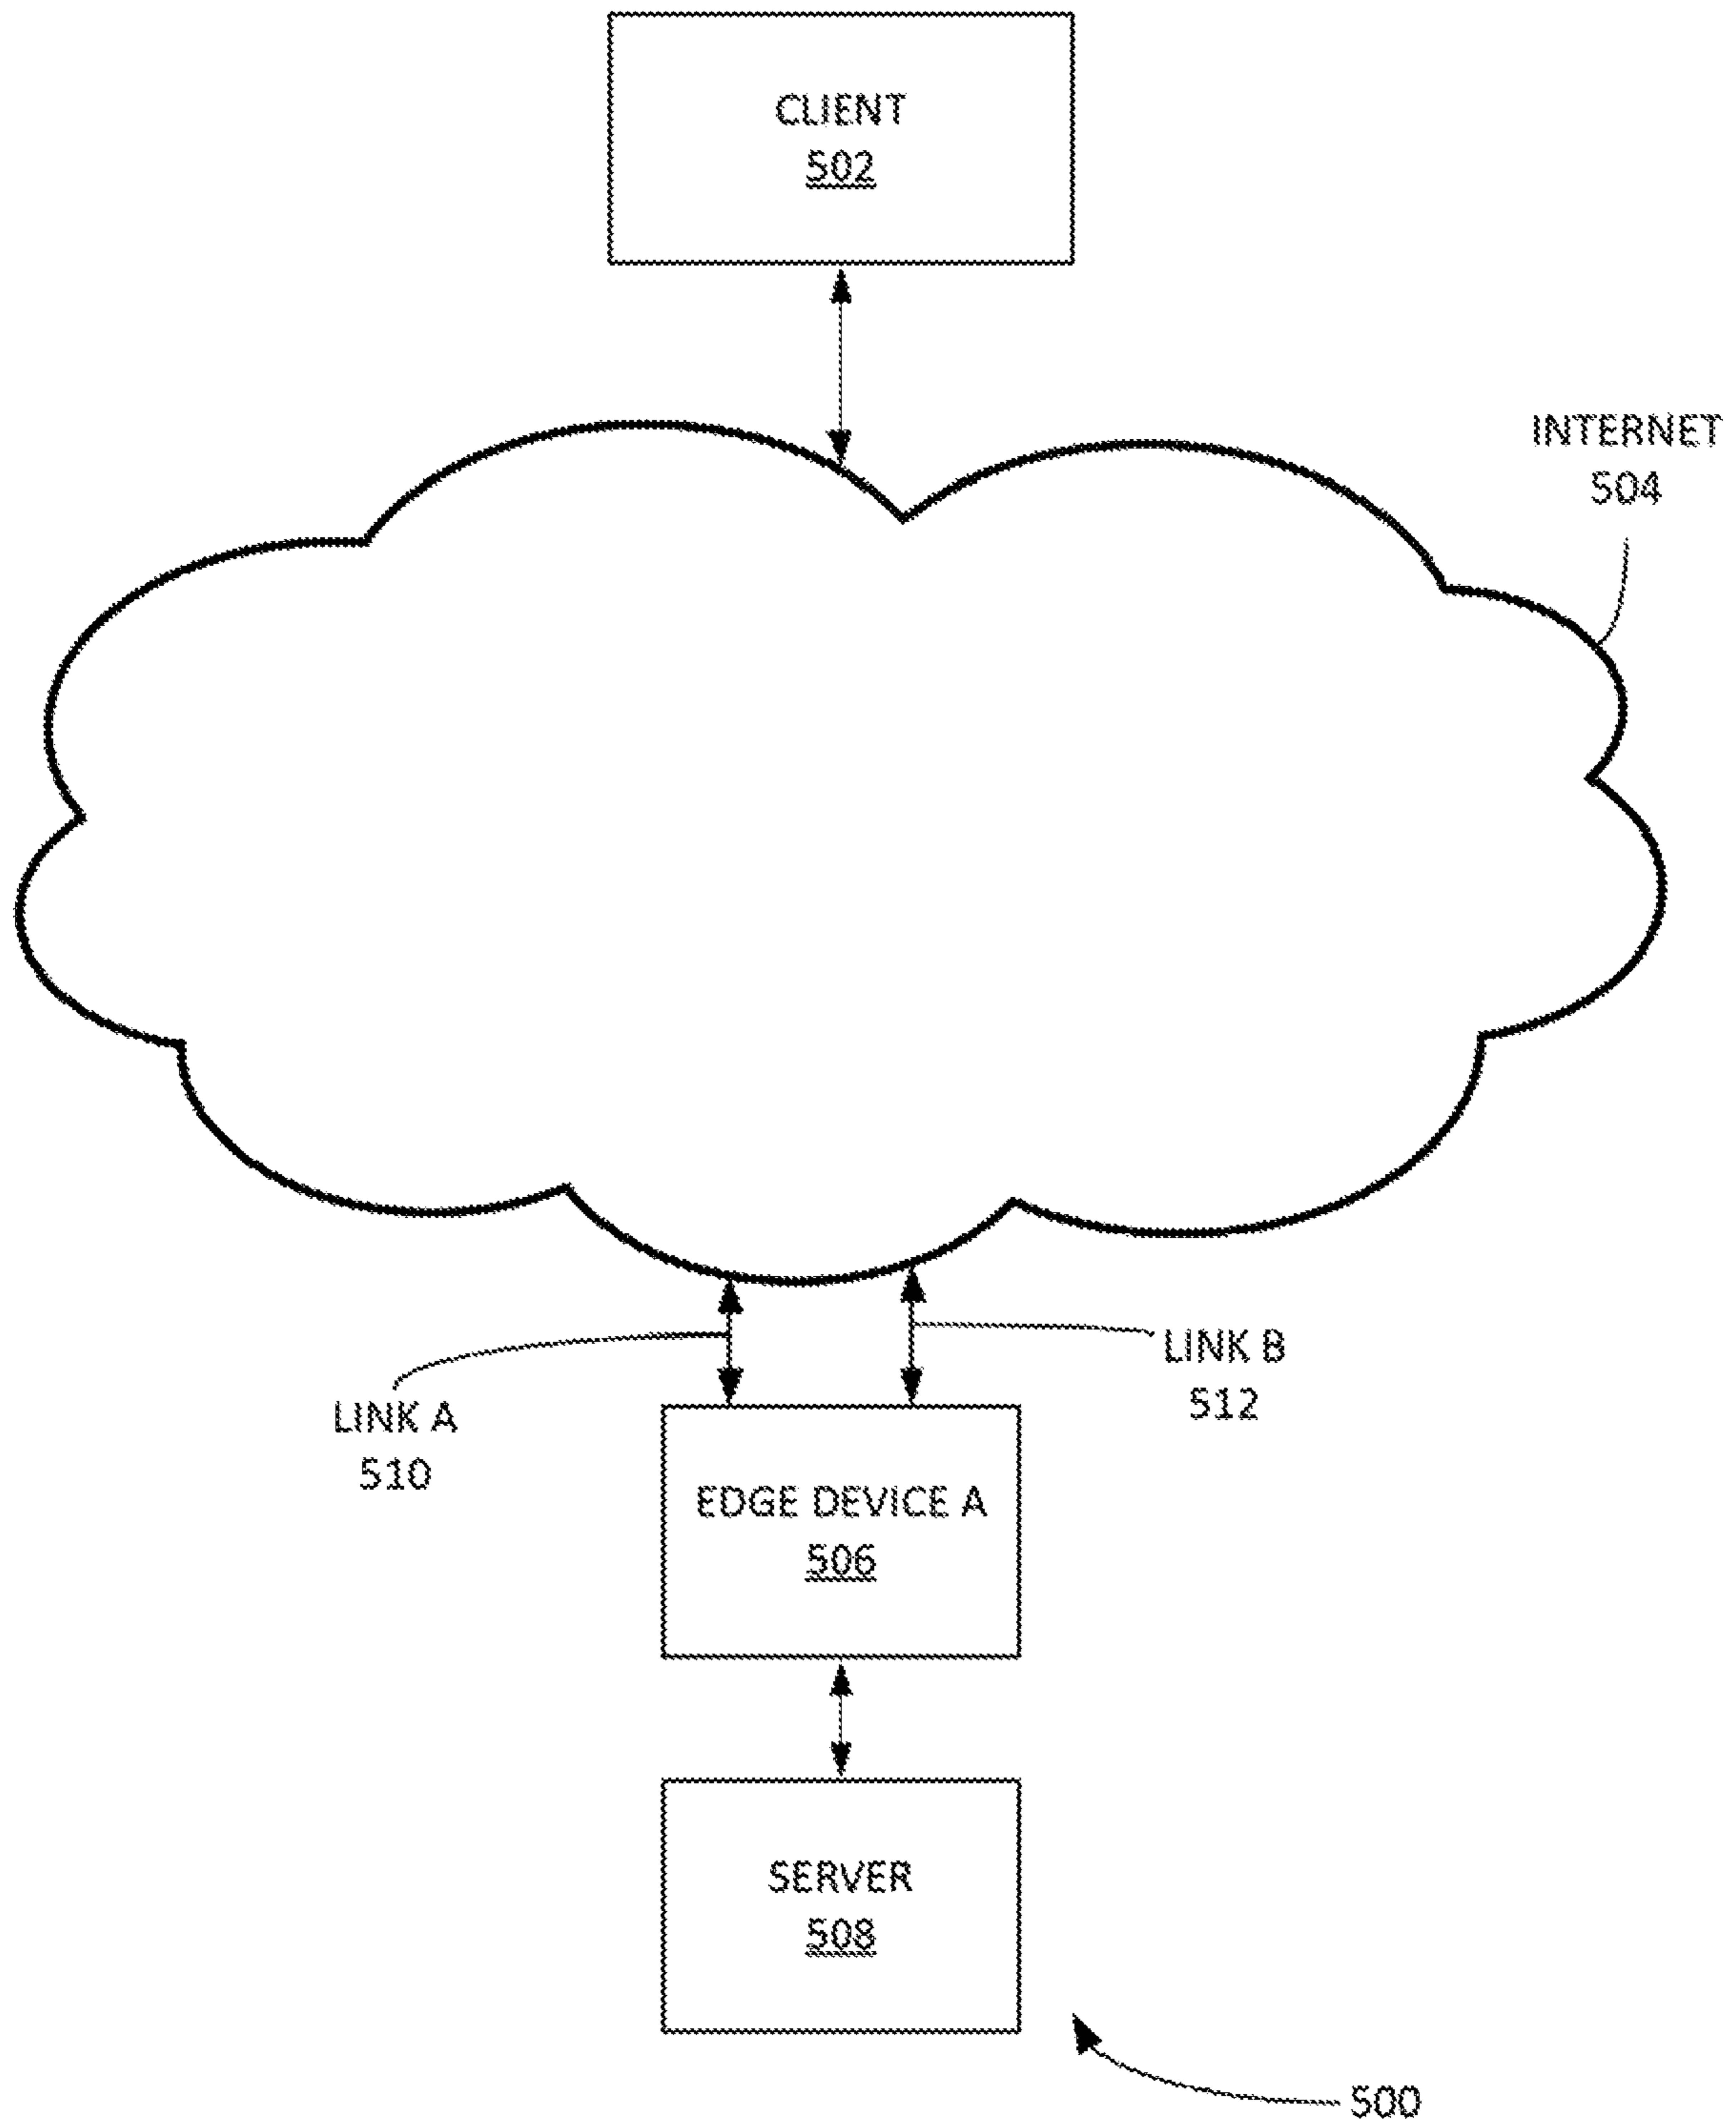 CLIENT
502
INTERNET
504
LINK A
510
LINK B
512
EDGE DEVICE A
506
SERVER
508
500